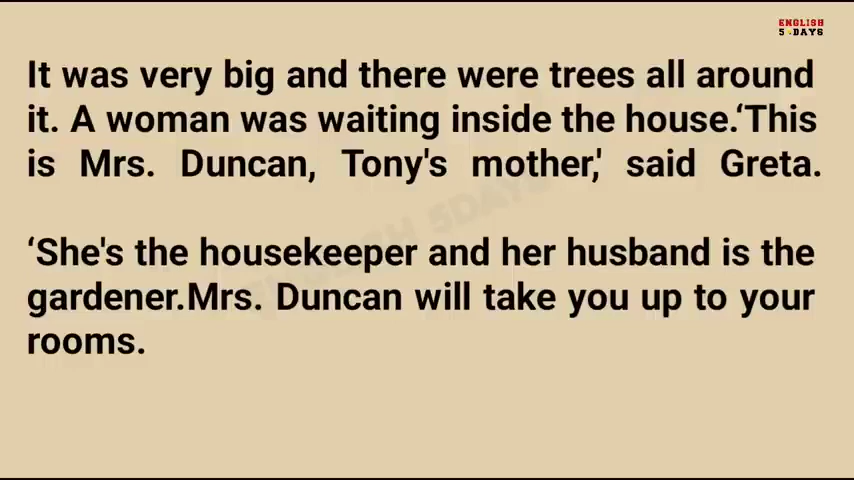 ENGLISH
5 DAYS
It was very big and there were trees all around
it. A woman was waiting inside the house.‘This
is Mrs. Duncan, Tony's mother,' said Greta.
‘She's the housekeeper and her husband is the
gardener.Mrs. Duncan will take you up to your
rooms.
ENGLISH 5DAYS